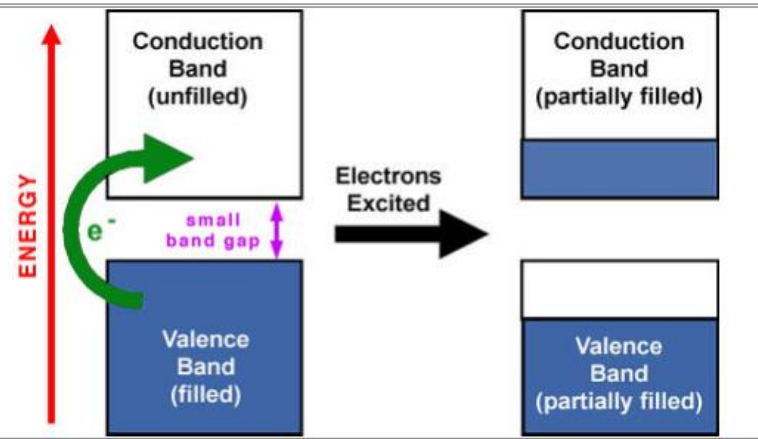 Conduction
Band
(unfilled)
Conduction
Band
(partially filled)
ENERGY
e-
small
band gap
Electrons
Excited
Valence
Band
(filled)
Valence
Band
(partially filled)